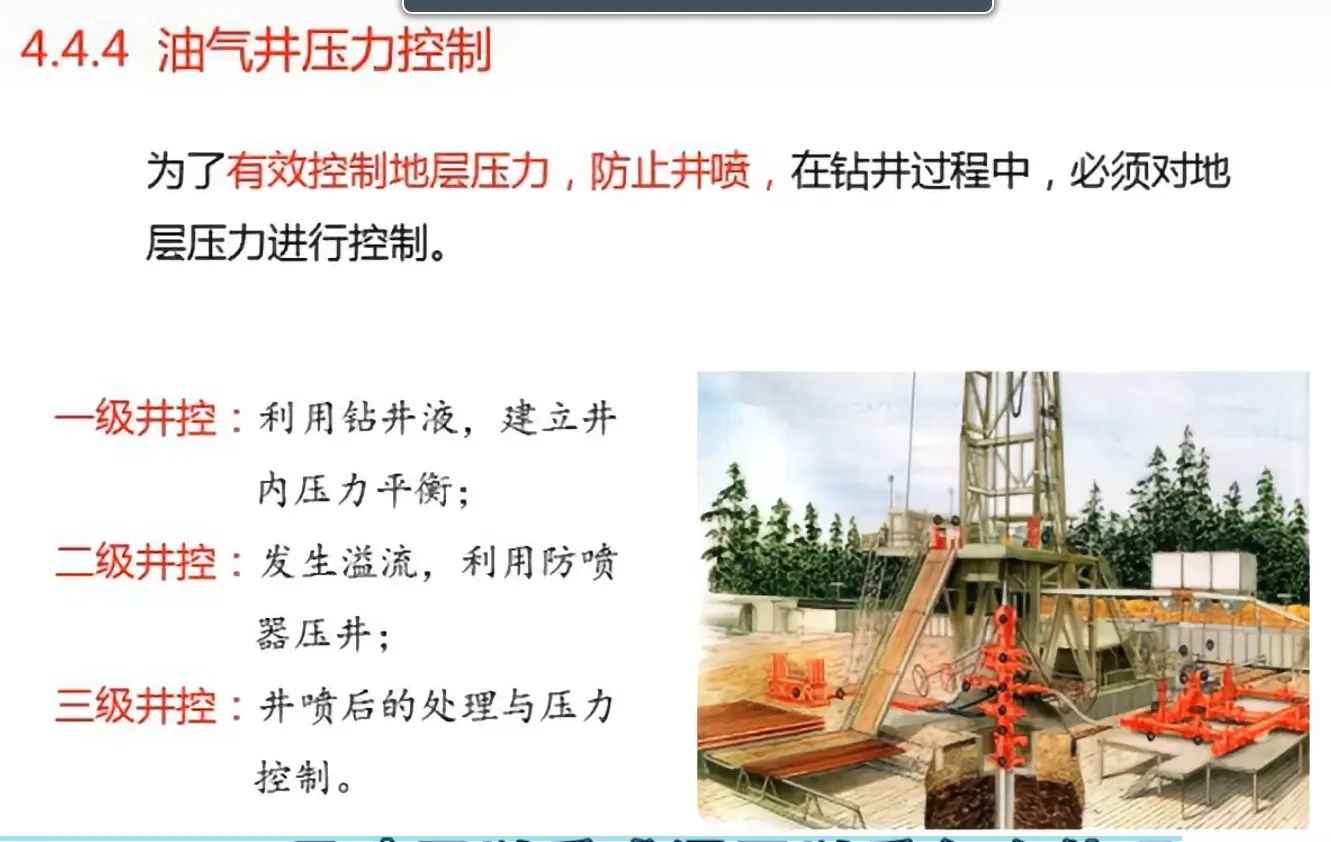 4.4.4 油气井压力控制
为了有效控制地层压力，防止井喷，在钻井过程中，必须对地
层压力进行控制。
一级井控：利用钻井液，建立井
内压力平衡；
二级井控：发生溢流，利用防喷
器压井；
三级井控：井喷后的处理与压力
控制。